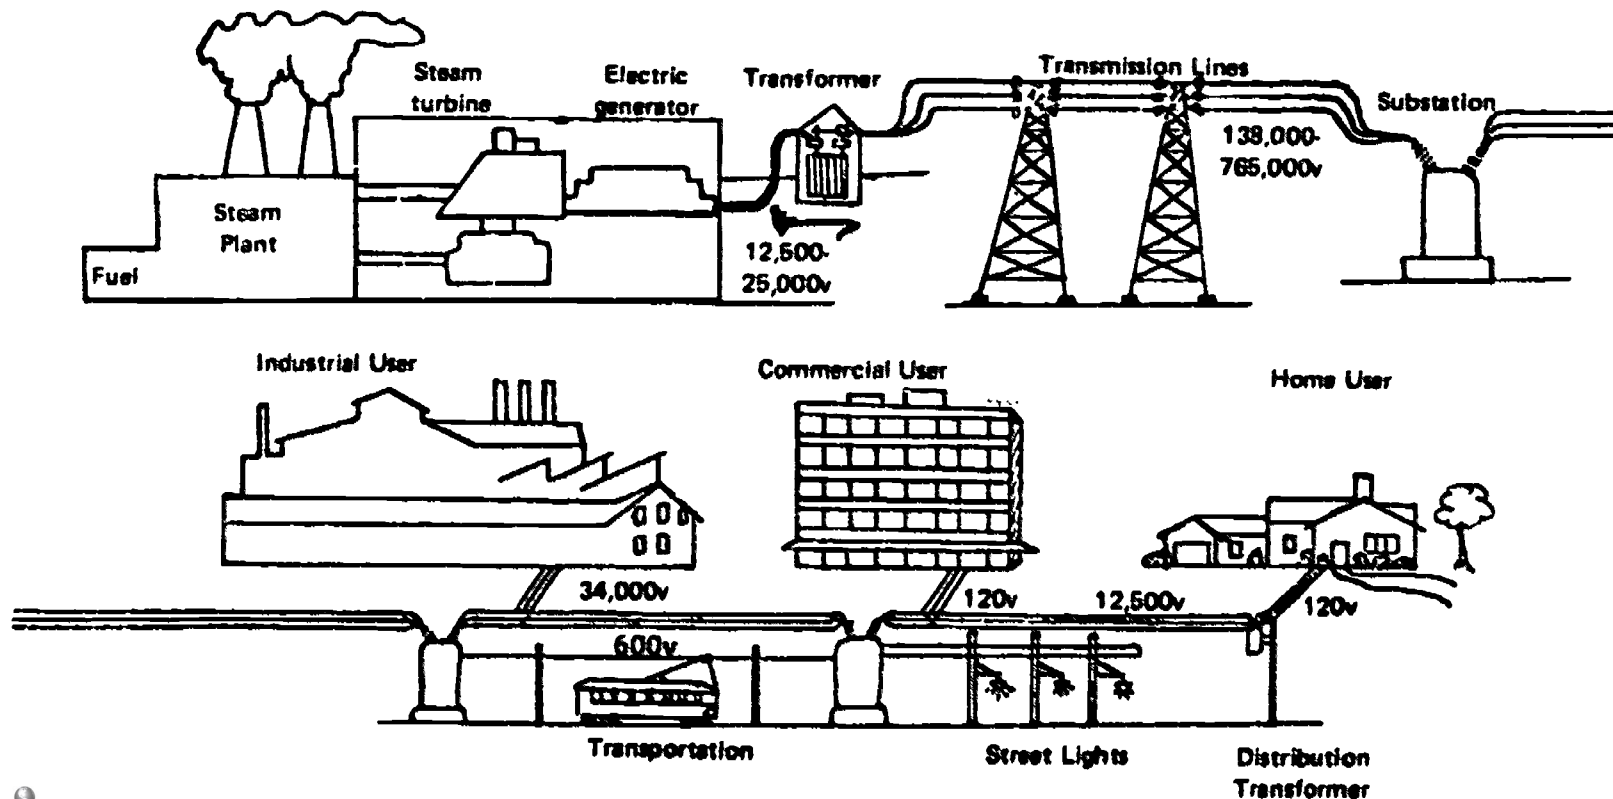 Steam
turbine
Electric
generator
Transformer
Transmission Lines
Substation
138,000-
765,000v
Steam
Plant
Fuel
12,500-
25,000v
Industrial User
Commercial User
Home User
34,000v
120v
12,500v
120v
600v
Transportation
Street Lights
Distribution
Transformer